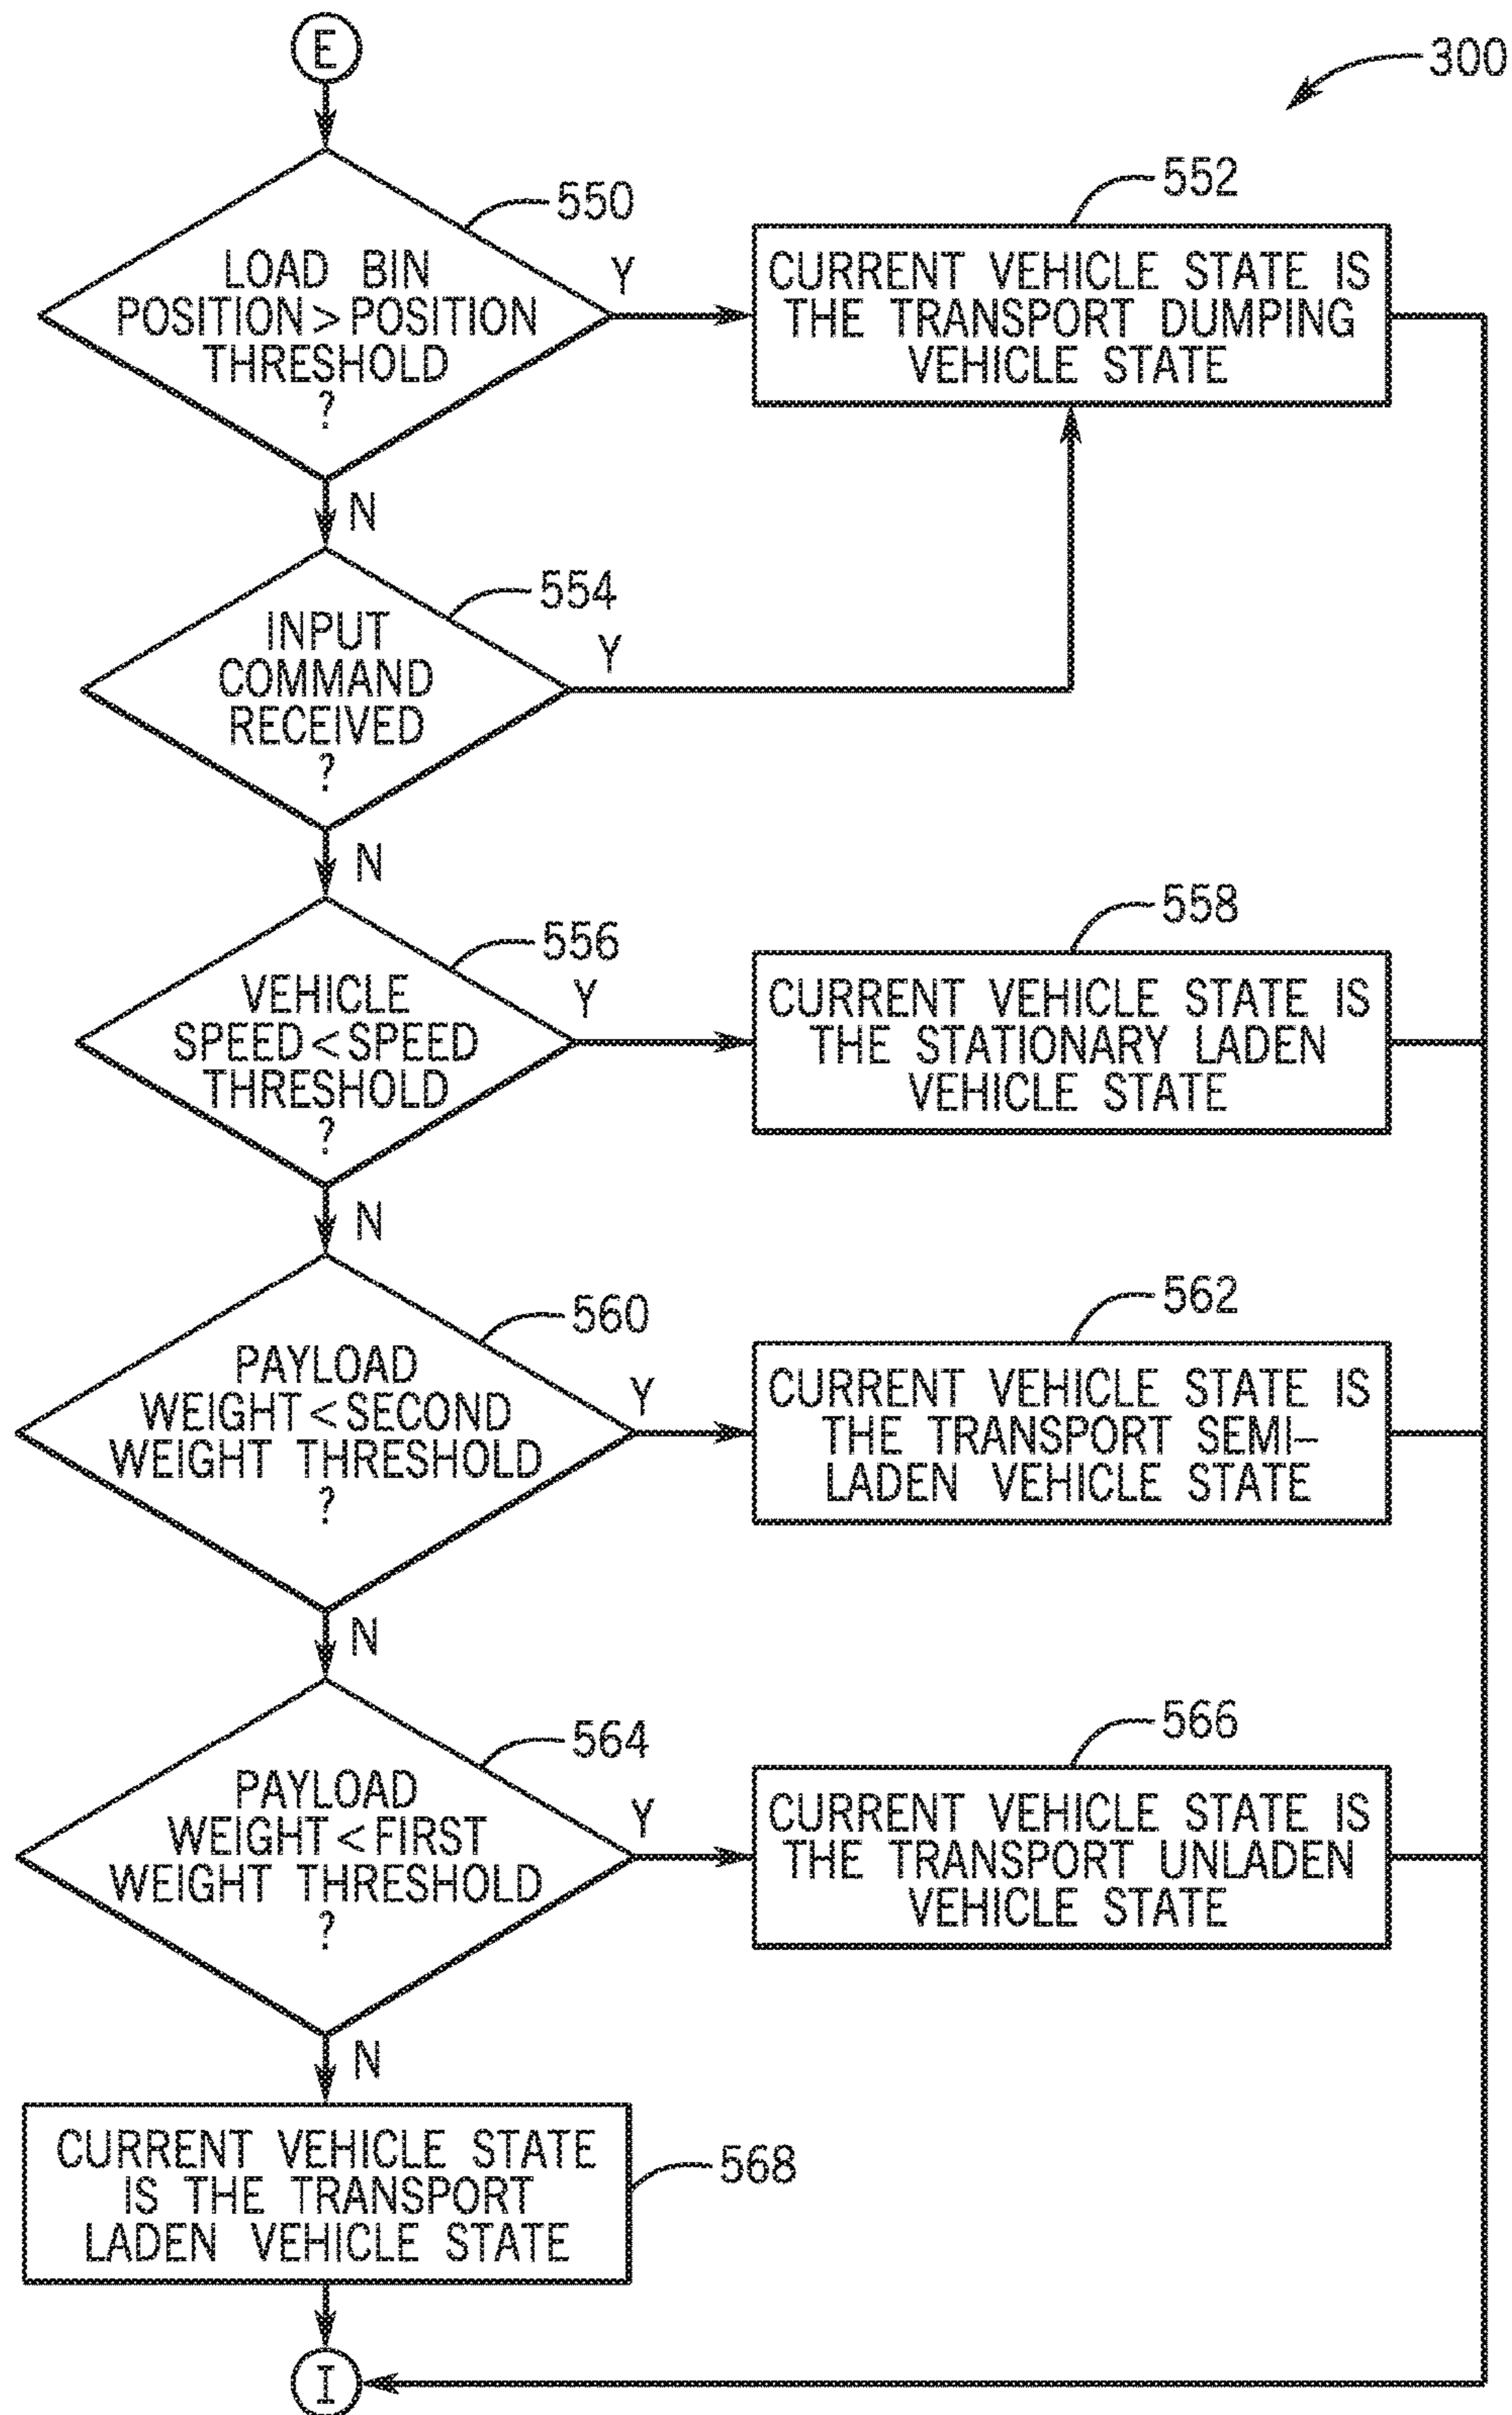 E
300
550
LOAD BIN
POSITION > POSITION
THRESHOLD
?
Y
552
CURRENT VEHICLE STATE IS
THE TRANSPORT DUMPING
VEHICLE STATE
N
554
INPUT
COMMAND
RECEIVED
?
Y
N
556
VEHICLE
SPEED < SPEED
THRESHOLD
?
Y
558
CURRENT VEHICLE STATE IS
THE STATIONARY LADEN
VEHICLE STATE
N
560
PAYLOAD
WEIGHT < SECOND
WEIGHT THRESHOLD
?
Y
562
CURRENT VEHICLE STATE IS
THE TRANSPORT SEMI–
LADEN VEHICLE STATE
N
564
PAYLOAD
WEIGHT < FIRST
WEIGHT THRESHOLD
?
Y
566
CURRENT VEHICLE STATE IS
THE TRANSPORT UNLADEN
VEHICLE STATE
N
CURRENT VEHICLE STATE
IS THE TRANSPORT
LADEN VEHICLE STATE
568
I